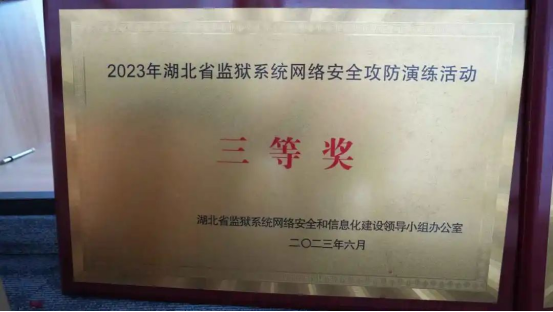 2023年湖北省监狱系统网络安全攻防演练活动
三等奖
湖北省监狱系统网络安全和信息化建设领导小组办公室
二〇二三年六月